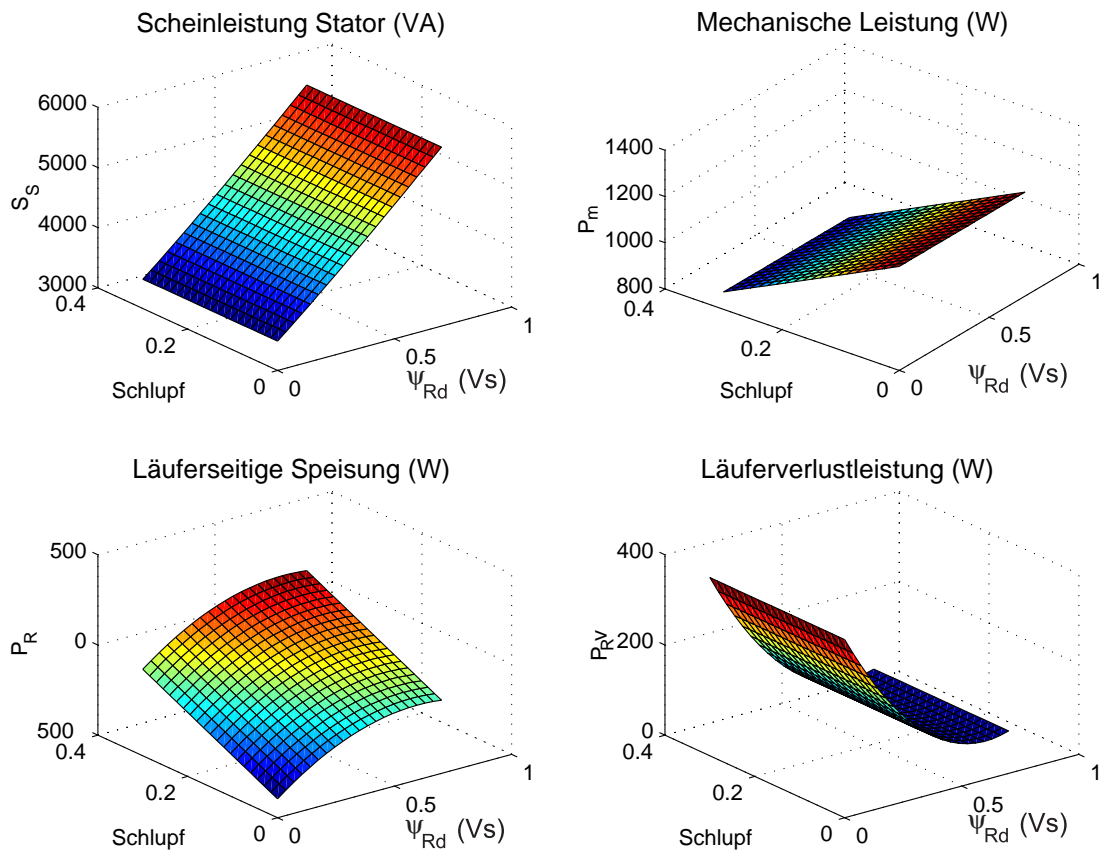 Scheinleistung Stator (VA)
6000
5000
4000
3000
S_S
0.4
0.2
0
Schlupf
0
0.5
1
ψ_Rd (Vs)
Mechanische Leistung (W)
1400
1200
1000
800
P_m
0.4
0.2
0
Schlupf
0
0.5
1
ψ_Rd (Vs)
Läuferseitige Speisung (W)
500
0
500
P_R
0.4
0.2
0
Schlupf
0
0.5
1
ψ_Rd (Vs)
Läuferverlustleistung (W)
400
200
0
P_RV
0.4
0.2
0
Schlupf
0
0.5
1
ψ_Rd (Vs)